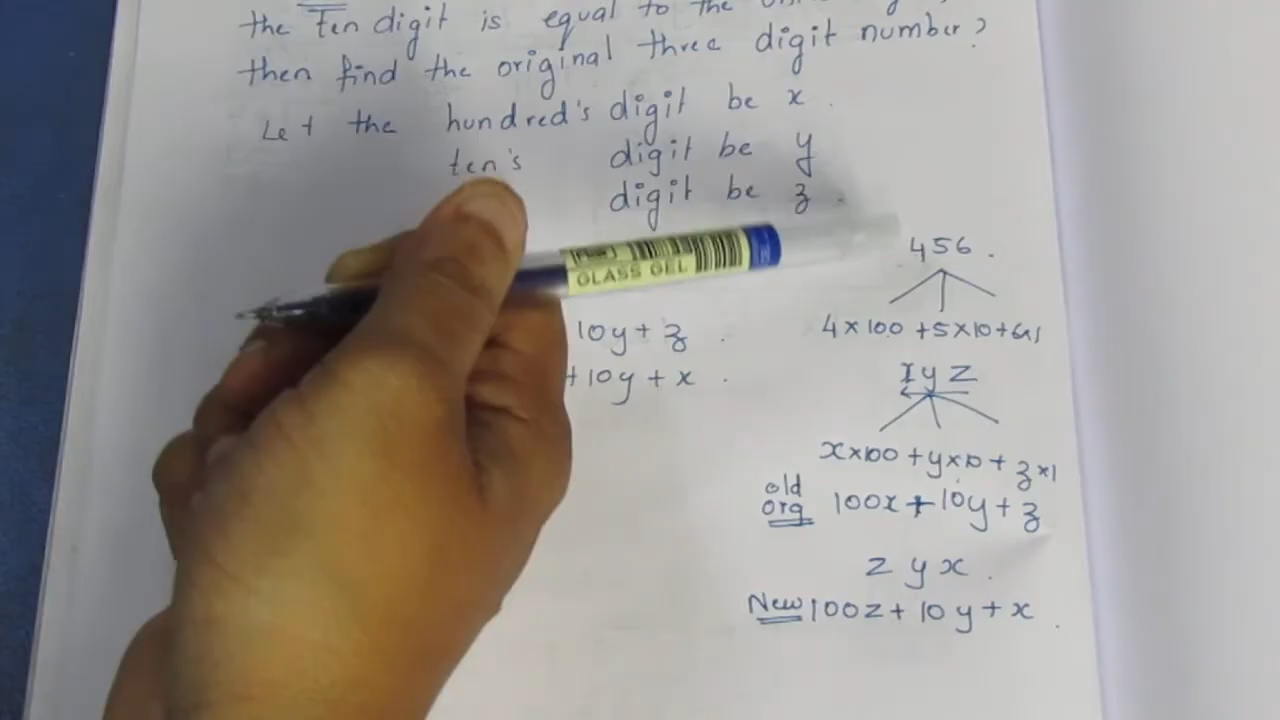 the Ten digit is equal to the
then find the original three digit number?
Let the hundred's digit be x.
ten's digit be y
digit be z.
GLASS GEL
10y + z.
+ 10y + x.
456.
4 x 100 + 5 x 10 + 6x1
x y z
x x 100 + y x 10 + z x 1
old
org 100x + 10y + z
z y x.
New 100z + 10y + x.